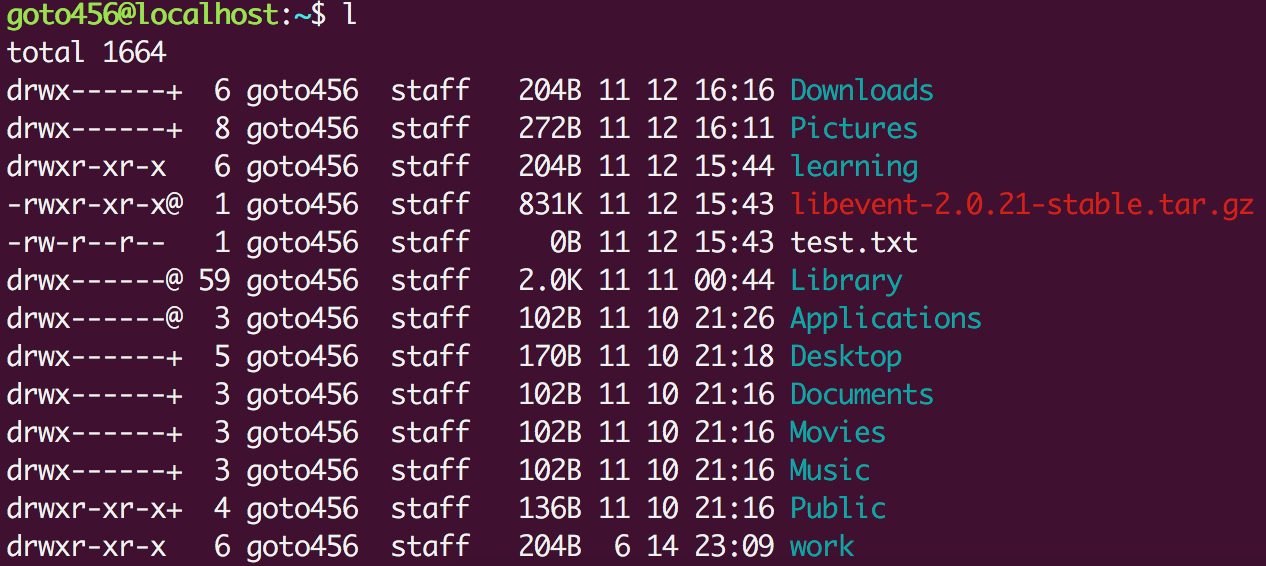 goto456@localhost:~$ l
total 1664
drwx------+  6 goto456  staff   204B 11 12 16:16 Downloads
drwx------+  8 goto456  staff   272B 11 12 16:11 Pictures
drwxr-xr-x   6 goto456  staff   204B 11 12 15:44 learning
-rwxr-xr-x@  1 goto456  staff   831K 11 12 15:43 libevent-2.0.21-stable.tar.gz
-rw-r--r--   1 goto456  staff     0B 11 12 15:43 test.txt
drwx------@ 59 goto456  staff   2.0K 11 11 00:44 Library
drwx------@  3 goto456  staff   102B 11 10 21:26 Applications
drwx------+  5 goto456  staff   170B 11 10 21:18 Desktop
drwx------+  3 goto456  staff   102B 11 10 21:16 Documents
drwx------+  3 goto456  staff   102B 11 10 21:16 Movies
drwx------+  3 goto456  staff   102B 11 10 21:16 Music
drwxr-xr-x+  4 goto456  staff   136B 11 10 21:16 Public
drwxr-xr-x   6 goto456  staff   204B  6 14 23:09 work